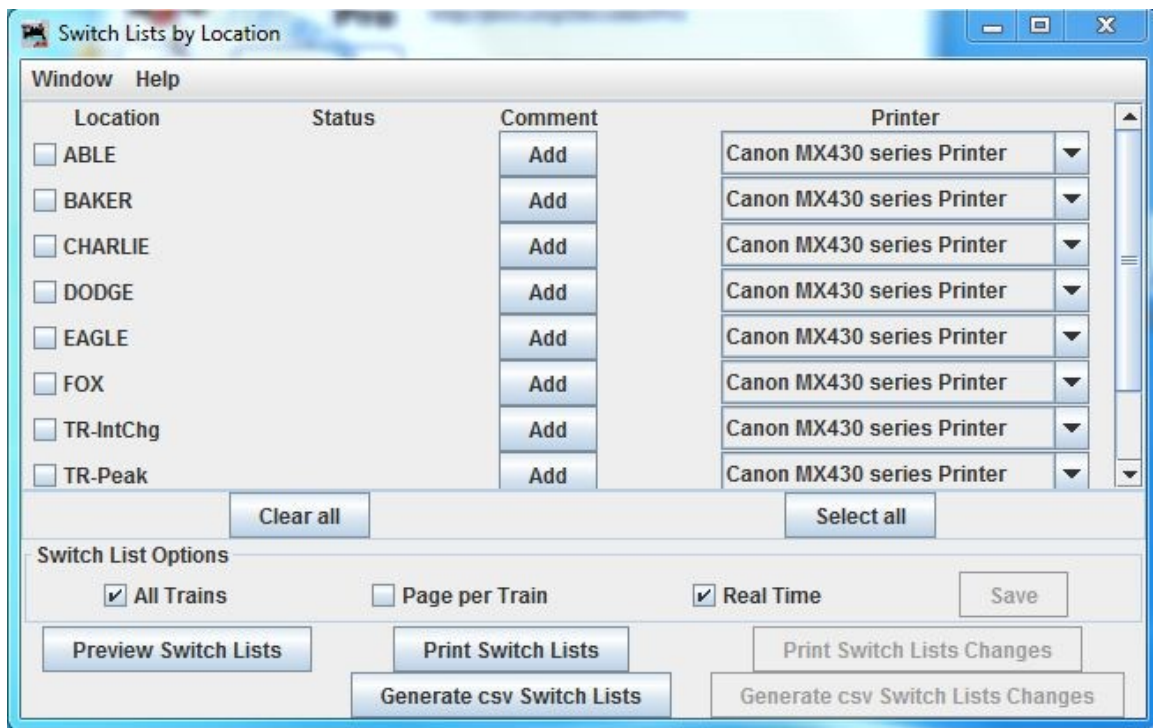 Switch Lists by Location
Window Help
Location Status Comment Printer
ABLE Add Canon MX430 series Printer
BAKER Add Canon MX430 series Printer
CHARLIE Add Canon MX430 series Printer
DODGE Add Canon MX430 series Printer
EAGLE Add Canon MX430 series Printer
FOX Add Canon MX430 series Printer
TR-IntChg Add Canon MX430 series Printer
TR-Peak Add Canon MX430 series Printer
Clear all Select all
Switch List Options
All Trains Page per Train Real Time Save
Preview Switch Lists Print Switch Lists Print Switch Lists Changes
Generate csv Switch Lists Generate csv Switch Lists Changes